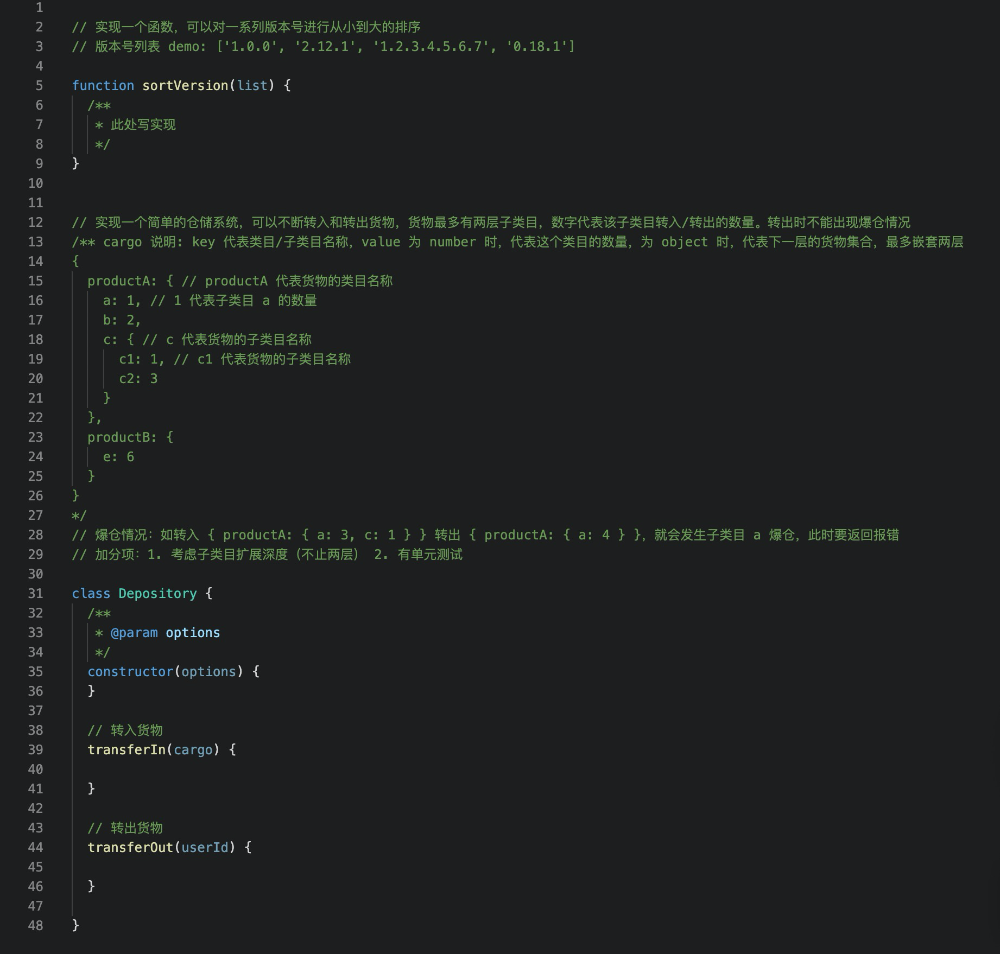 1
2 // 实现一个函数，可以对一系列版本号进行从小到大的排序
3 // 版本号列表 demo: ['1.0.0', '2.12.1', '1.2.3.4.5.6.7', '0.18.1']
4
5 function sortVersion(list) {
6 /**
7 * 此处写实现
8 */
9 }
10
11
12 // 实现一个简单的仓储系统，可以不断转入和转出货物，货物最多有两层子类目，数字代表该子类目转入/转出的数量。转出时不能出现爆仓情况
13 /** cargo 说明: key 代表类目/子类目名称，value 为 number 时，代表这个类目的数量，为 object 时，代表下一层的货物集合，最多嵌套两层
14 {
15 productA: { // productA 代表货物的类目名称
16 a: 1, // 1 代表子类目 a 的数量
17 b: 2,
18 c: { // c 代表货物的子类目名称
19 c1: 1, // c1 代表货物的子类目名称
20 c2: 3
21 }
22 },
23 productB: {
24 e: 6
25 }
26 }
27 */
28 // 爆仓情况：如转入 { productA: { a: 3, c: 1 } } 转出 { productA: { a: 4 } }，就会发生子类目 a 爆仓，此时要返回报错
29 // 加分项：1. 考虑子类目扩展深度（不止两层） 2. 有单元测试
30
31 class Depository {
32 /**
33 * @param options
34 */
35 constructor(options) {
36 }
37
38 // 转入货物
39 transferIn(cargo) {
40
41 }
42
43 // 转出货物
44 transferOut(userId) {
45
46 }
47
48 }